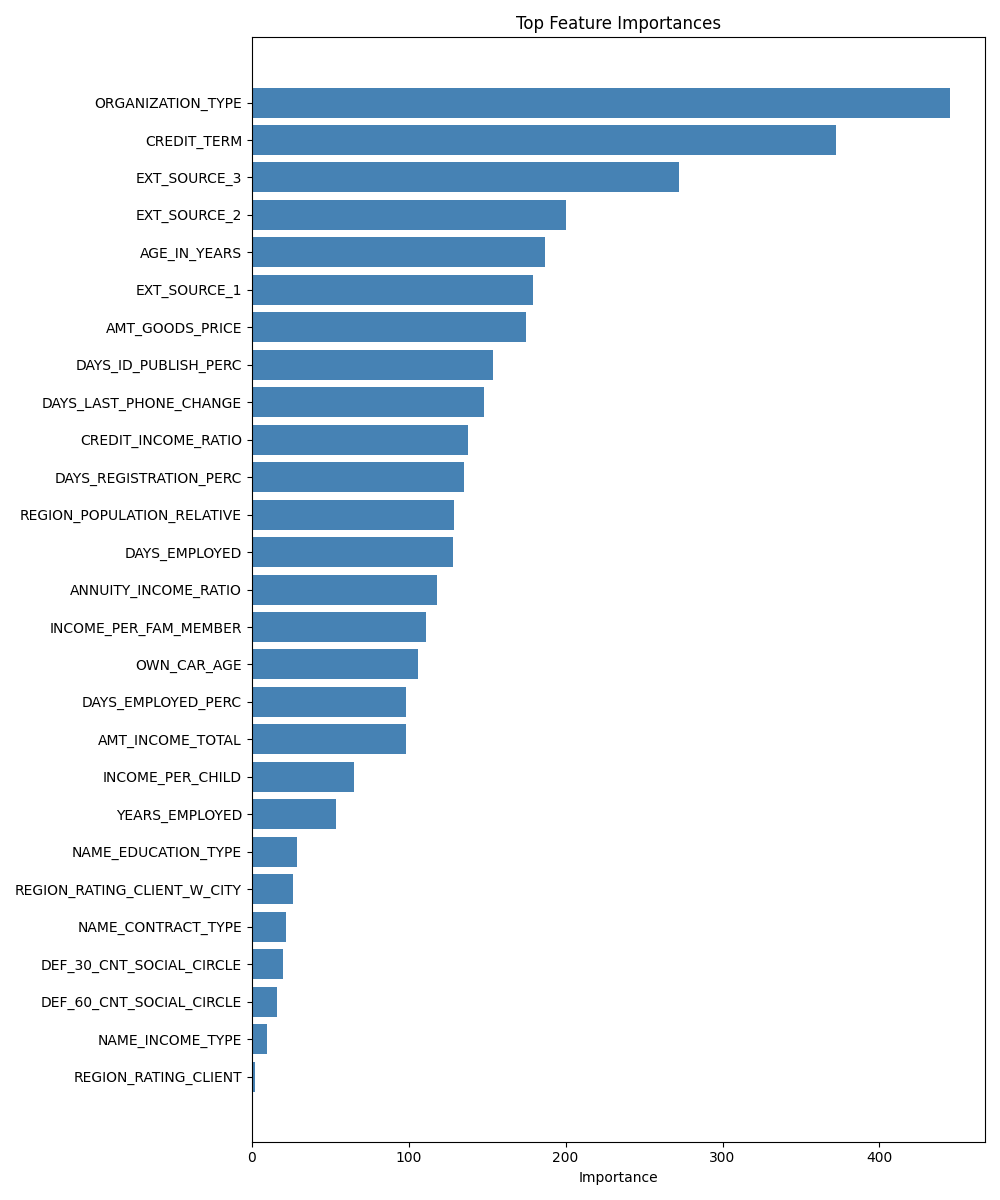 Top Feature Importances
ORGANIZATION_TYPE
CREDIT_TERM
EXT_SOURCE_3
EXT_SOURCE_2
AGE_IN_YEARS
EXT_SOURCE_1
AMT_GOODS_PRICE
DAYS_ID_PUBLISH_PERC
DAYS_LAST_PHONE_CHANGE
CREDIT_INCOME_RATIO
DAYS_REGISTRATION_PERC
REGION_POPULATION_RELATIVE
DAYS_EMPLOYED
ANNUITY_INCOME_RATIO
INCOME_PER_FAM_MEMBER
OWN_CAR_AGE
DAYS_EMPLOYED_PERC
AMT_INCOME_TOTAL
INCOME_PER_CHILD
YEARS_EMPLOYED
NAME_EDUCATION_TYPE
REGION_RATING_CLIENT_W_CITY
NAME_CONTRACT_TYPE
DEF_30_CNT_SOCIAL_CIRCLE
DEF_60_CNT_SOCIAL_CIRCLE
NAME_INCOME_TYPE
REGION_RATING_CLIENT
0 100 200 300 400
Importance